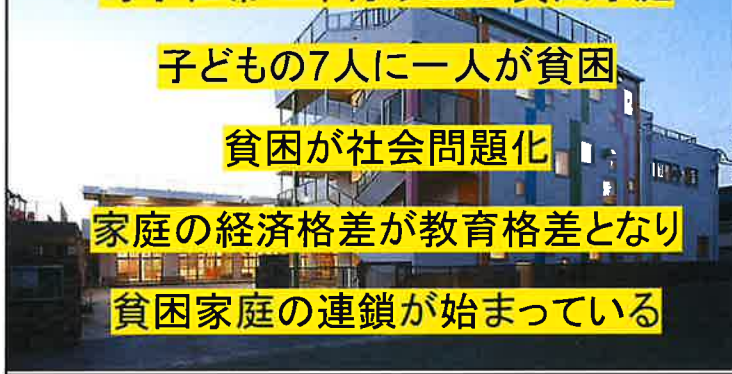 子どもの7人に一人が貧困
貧困が社会問題化
家庭の経済格差が教育格差となり
貧困家庭の連鎖が始まっている